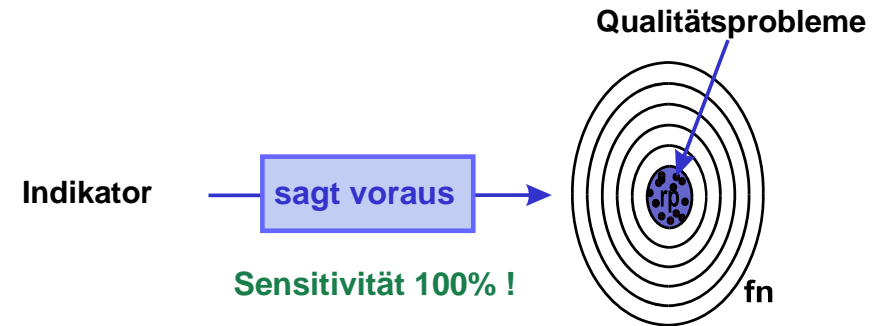 Qualitätsprobleme
Indikator
sagt voraus
rp
Sensitivität 100% !
fn